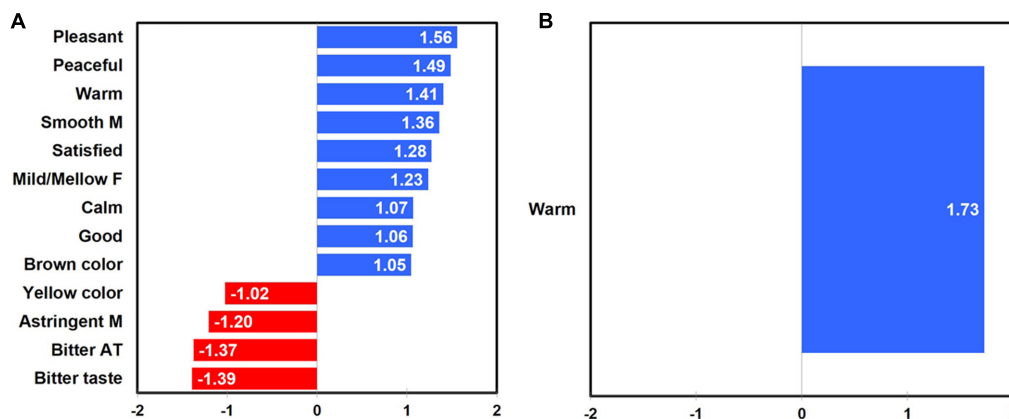 A
Pleasant 1.56
Peaceful 1.49
Warm 1.41
Smooth M 1.36
Satisfied 1.28
Mild/Mellow F 1.23
Calm 1.07
Good 1.06
Brown color 1.05
Yellow color -1.02
Astringent M -1.20
Bitter AT -1.37
Bitter taste -1.39
-2 -1 0 1 2
B
Warm 1.73
-2 -1 0 1